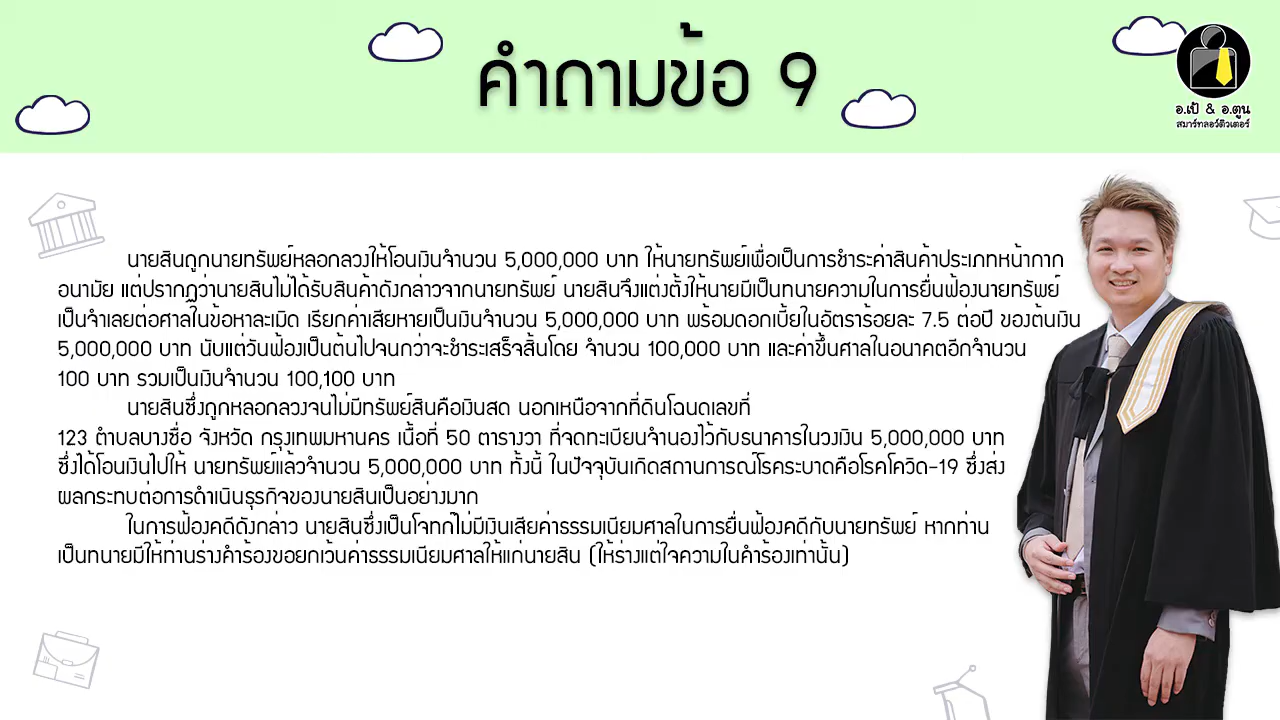 คำถามข้อ 9
อ.เป้ & อ.ตูน
สมาร์ทลอว์ติวเตอร์
นายสินถูกนายทรัพย์หลอกลวงให้โอนเงินจำนวน 5,000,000 บาท ให้นายทรัพย์เพื่อเป็นการชำระค่าสินค้าประเภทหน้ากาก
อนามัย แต่ปรากฏว่านายสินไม่ได้รับสินค้าดังกล่าวจากนายทรัพย์ นายสินจึงแต่งตั้งให้นายมีเป็นทนายความในการยื่นฟ้องนายทรัพย์
เป็นจำเลยต่อศาลในข้อหาละเมิด เรียกค่าเสียหายเป็นเงินจำนวน 5,000,000 บาท พร้อมดอกเบี้ยในอัตราร้อยละ 7.5 ต่อปี ของต้นเงิน
5,000,000 บาท นับแต่วันฟ้องเป็นต้นไปจนกว่าจะชำระเสร็จสิ้นโดย จำนวน 100,000 บาท และค่าขึ้นศาลในอนาคตอีกจำนวน
100 บาท รวมเป็นเงินจำนวน 100,100 บาท
นายสินซึ่งถูกหลอกลวงจนไม่มีทรัพย์สินคือเงินสด นอกเหนือจากที่ดินโฉนดเลขที่
123 ตำบลบางซื่อ จังหวัด กรุงเทพมหานคร เนื้อที่ 50 ตารางวา ที่จดทะเบียนจำนองไว้กับธนาคารในวงเงิน 5,000,000 บาท
ซึ่งได้โอนเงินไปให้ นายทรัพย์แล้วจำนวน 5,000,000 บาท ทั้งนี้ ในปัจจุบันเกิดสถานการณ์โรคระบาดคือโรคโควิด-19 ซึ่งส่ง
ผลกระทบต่อการดำเนินธุรกิจของนายสินเป็นอย่างมาก
ในการฟ้องคดีดังกล่าว นายสินซึ่งเป็นโจทก์ไม่มีเงินเสียค่าธรรมเนียมศาลในการยื่นฟ้องคดีกับนายทรัพย์ หากท่าน
เป็นทนายมีให้ท่านร่างคำร้องขอยกเว้นค่าธรรมเนียมศาลให้แก่นายสิน (ให้ร่างแต่ใจความในคำร้องเท่านั้น)